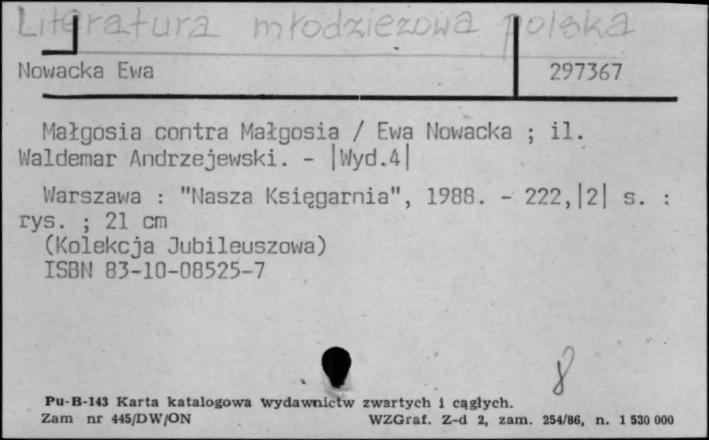 Literatura młodzieżowa polska
Nowacka Ewa 297367
Małgosia contra Małgosia / Ewa Nowacka ; il.
Waldemar Andrzejewski. - |Wyd.4|
Warszawa : "Nasza Księgarnia", 1988. - 222,|2| s. :
rys. ; 21 cm
(Kolekcja Jubileuszowa)
ISBN 83-10-08525-7
8
Pu-B-143 Karta katalogowa wydawnictw zwartych i ciągłych.
Zam nr 445/DW/ON WZGraf. Z-d 2, zam. 254/86, n. 1 530 000